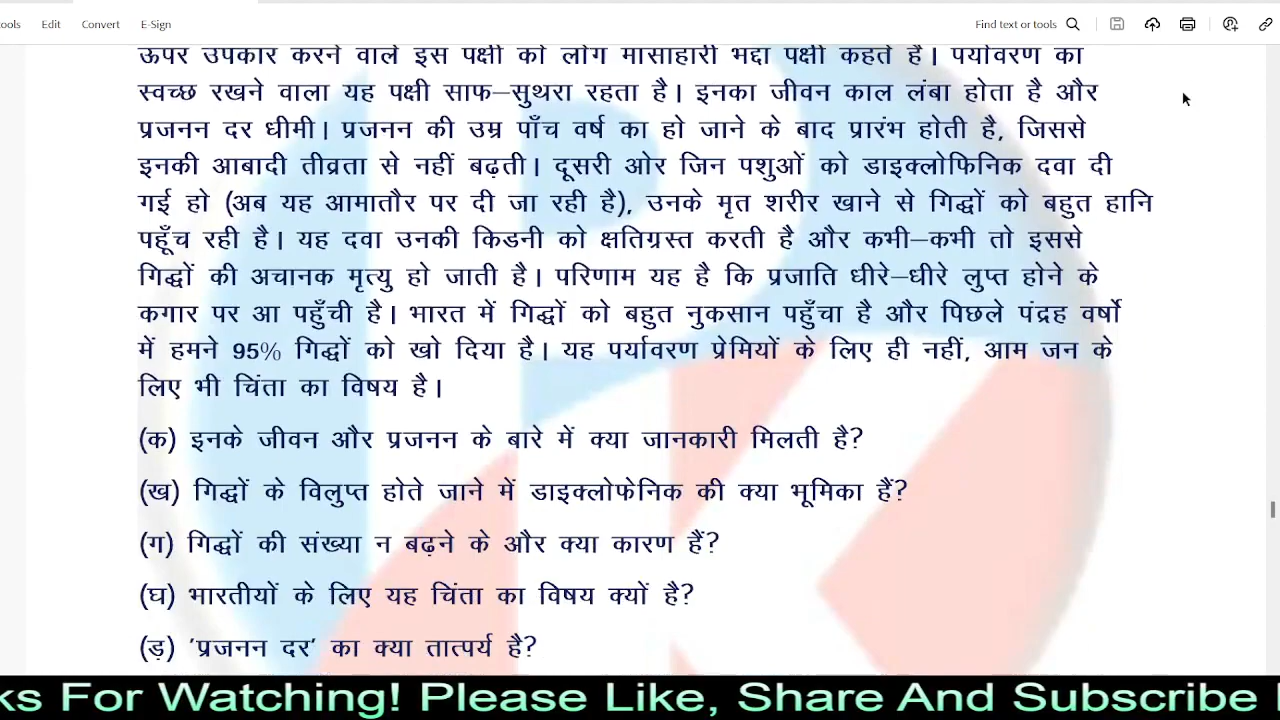 ools Edit Convert E-Sign Find text or tools
ऊपर उपकार करने वाले इस पक्षी को लोग मांसाहारी भद्दा पक्षी कहते हैं। पर्यावरण को
स्वच्छ रखने वाला यह पक्षी साफ–सुथरा रहता है। इनका जीवन काल लंबा होता है और
प्रजनन दर धीमी। प्रजनन की उम्र पाँच वर्ष का हो जाने के बाद प्रारंभ होती है, जिससे
इनकी आबादी तीव्रता से नहीं बढ़ती। दूसरी ओर जिन पशुओं को डाइक्लोफिनिक दवा दी
गई हो (अब यह आमातौर पर दी जा रही है), उनके मृत शरीर खाने से गिद्धों को बहुत हानि
पहूँच रही है। यह दवा उनकी किडनी को क्षतिग्रस्त करती है और कभी–कभी तो इससे
गिद्धों की अचानक मृत्यु हो जाती है। परिणाम यह है कि प्रजाति धीरे–धीरे लुप्त होने के
कगार पर आ पहुँची है। भारत में गिद्धों को बहुत नुकसान पहुँचा है और पिछले पंद्रह वर्षों
में हमने 95% गिद्धों को खो दिया है। यह पर्यावरण प्रेमियों के लिए ही नहीं, आम जन के
लिए भी चिंता का विषय है।
(क) इनके जीवन और प्रजनन के बारे में क्या जानकारी मिलती है?
(ख) गिद्धों के विलुप्त होते जाने में डाइक्लोफेनिक की क्या भूमिका हैं?
(ग) गिद्धों की संख्या न बढ़ने के और क्या कारण हैं?
(घ) भारतीयों के लिए यह चिंता का विषय क्यों है?
(ड़) 'प्रजनन दर' का क्या तात्पर्य है?
ks For Watching! Please Like, Share And Subscribe